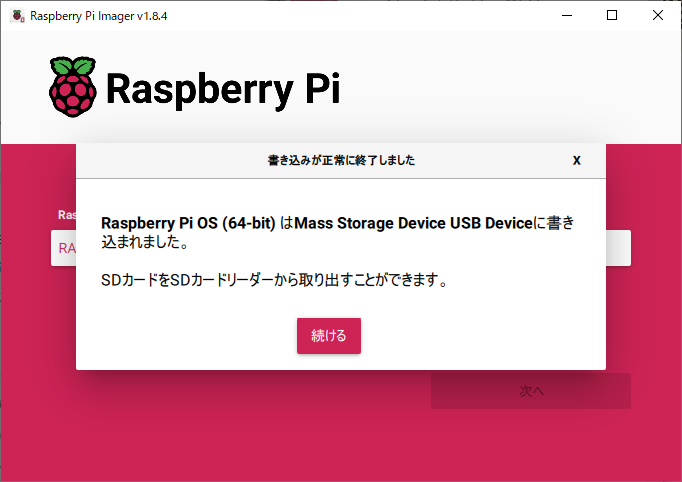 Raspberry Pi Imager v1.8.4
Raspberry Pi
書き込みが正常に終了しました X
Ras
RA
Raspberry Pi OS (64-bit) はMass Storage Device USB Deviceに書き
込まれました。
SDカードをSDカードリーダーから取り出すことができます。
続ける
次へ